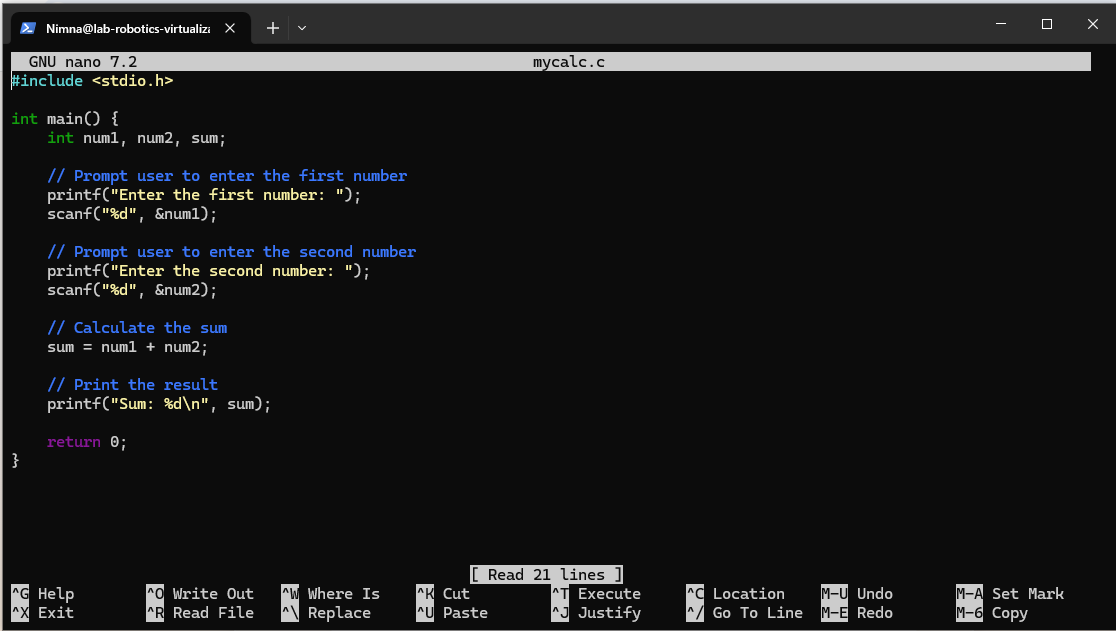 Nimna@lab-robotics-virtualiz
GNU nano 7.2 mycalc.c
#include <stdio.h>
int main() {
    int num1, num2, sum;
    // Prompt user to enter the first number
    printf("Enter the first number: ");
    scanf("%d", &num1);
    // Prompt user to enter the second number
    printf("Enter the second number: ");
    scanf("%d", &num2);
    // Calculate the sum
    sum = num1 + num2;
    // Print the result
    printf("Sum: %d\n", sum);
    return 0;
}
[ Read 21 lines ]
^G Help ^O Write Out ^W Where Is ^K Cut ^T Execute ^C Location M-U Undo M-A Set Mark
^X Exit ^R Read File ^\ Replace ^U Paste ^J Justify ^/ Go To Line M-E Redo M-6 Copy